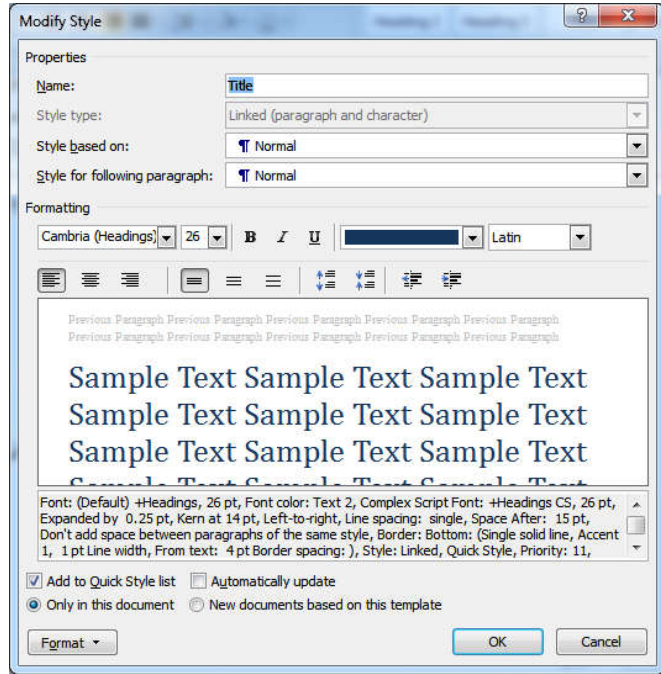 Modify Style
Heading 2 Heading 3
Properties
Name: Title
Style type: Linked (paragraph and character)
Style based on: ¶ Normal
Style for following paragraph: ¶ Normal
Formatting
Cambria (Headings) 26 B I U Latin
Previous Paragraph Previous Paragraph Previous Paragraph Previous Paragraph Previous Paragraph
Previous Paragraph Previous Paragraph Previous Paragraph Previous Paragraph Previous Paragraph
Sample Text Sample Text Sample Text
Sample Text Sample Text Sample Text
Sample Text Sample Text Sample Text
Sample Text Sample Text Sample Text
Font: (Default) +Headings, 26 pt, Font color: Text 2, Complex Script Font: +Headings CS, 26 pt,
Expanded by 0.25 pt, Kern at 14 pt, Left-to-right, Line spacing: single, Space After: 15 pt,
Don't add space between paragraphs of the same style, Border: Bottom: (Single solid line, Accent
1, 1 pt Line width, From text: 4 pt Border spacing: ), Style: Linked, Quick Style, Priority: 11,
Add to Quick Style list Automatically update
Only in this document New documents based on this template
Format OK Cancel